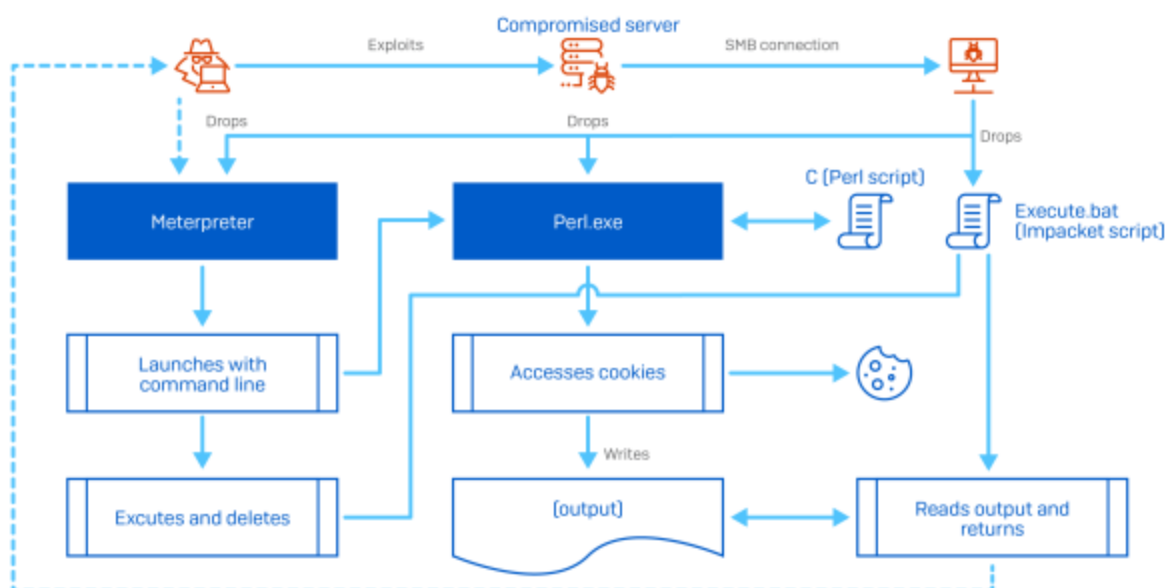 Compromised server
Exploits
SMB connection
Drops
Drops
Drops
C (Perl script)
Meterpreter
Perl.exe
Execute.bat
(Impacket script)
Launches with
command line
Accesses cookies
Writes
Excutes and deletes
(output)
Reads output and
returns